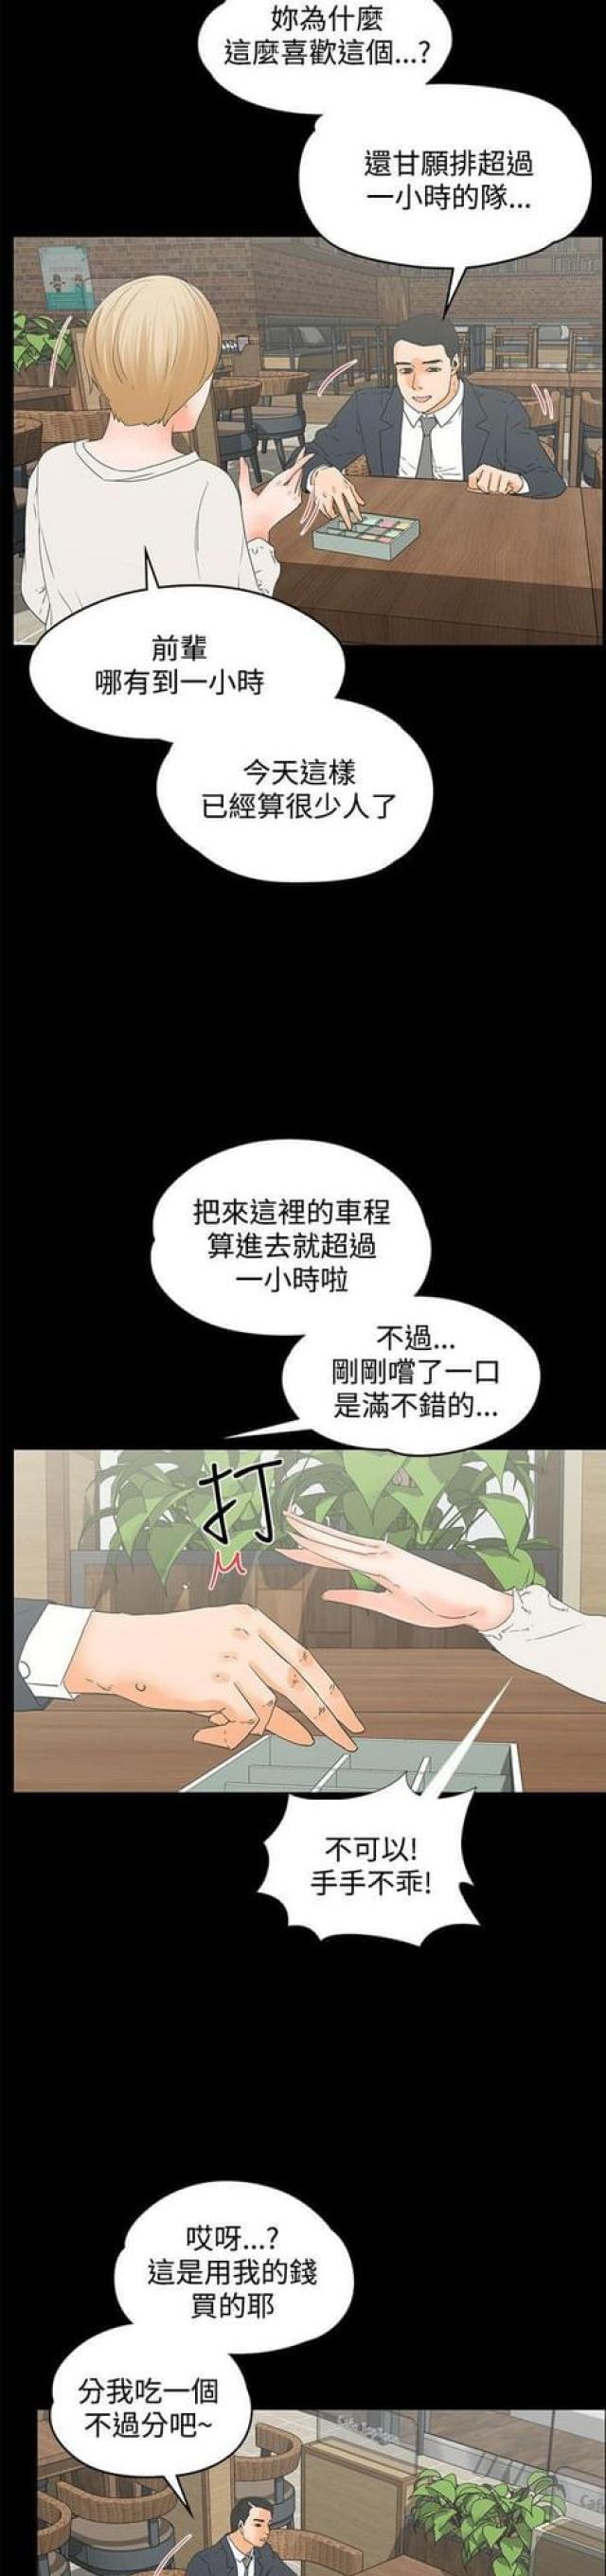 妳為什麼
這麼喜歡這個...?
還甘願排超過
一小時的隊...
前輩
哪有到一小時
今天這樣
已經算很少人了
把來這裡的車程
算進去就超過
一小時啦
不過...
剛剛嚐了一口
是滿不錯的...
打
不可以!
手手不乖!
哎呀...?
這是用我的錢
買的耶
分我吃一個
不過分吧~